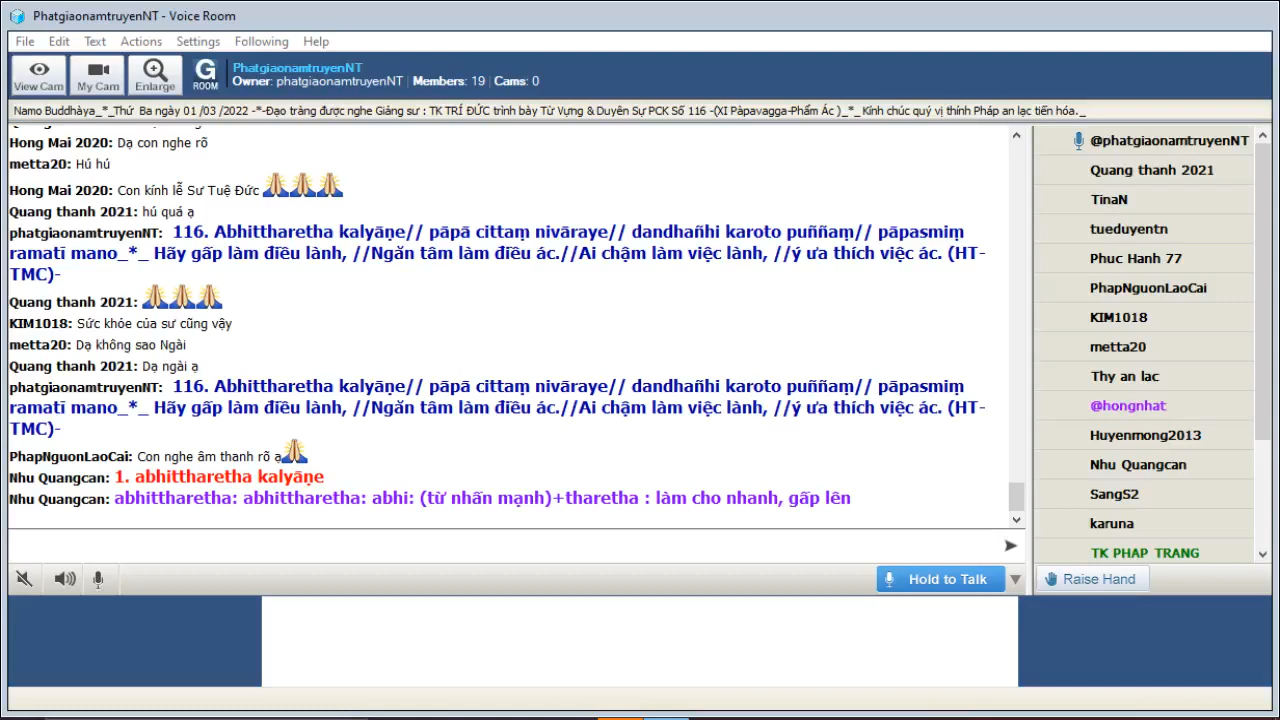 PhatgiaonamtruyenNT - Voice Room
File Edit Text Actions Settings Following Help
View Cam My Cam Enlarge G ROOM
PhatgiaonamtruyenNT
Owner: phatgiaonamtruyenNT | Members: 19 | Cams: 0
Namo Buddhàya_*_Thứ Ba ngày 01 /03 /2022 -*-Đạo tràng được nghe Giảng sư : TK TRÍ ĐỨC trình bày Từ Vựng & Duyên Sự PCK Số 116 -(XI Pàpavagga-Phẩm Ác )_*_ Kính chúc quý vị thính Pháp an lạc tiến hóa._
Hong Mai 2020: Dạ con nghe rõ
metta20: Hú hú
Hong Mai 2020: Con kính lễ Sư Tuệ Đức
Quang thanh 2021: hú quá ạ
phatgiaonamtruyenNT: 116. Abhittharetha kalyāṇe// pāpā cittaṃ nivāraye// dandhañhi karoto puññaṃ// pāpasmiṃ
ramatī mano_*_ Hãy gấp làm điều lành, //Ngăn tâm làm điều ác.//Ai chậm làm việc lành, //ý ưa thích việc ác. (HT-
TMC)-
Quang thanh 2021:
KIM1018: Sức khỏe của sư cũng vậy
metta20: Dạ không sao Ngài
Quang thanh 2021: Dạ ngài ạ
phatgiaonamtruyenNT: 116. Abhittharetha kalyāṇe// pāpā cittaṃ nivāraye// dandhañhi karoto puññaṃ// pāpasmiṃ
ramatī mano_*_ Hãy gấp làm điều lành, //Ngăn tâm làm điều ác.//Ai chậm làm việc lành, //ý ưa thích việc ác. (HT-
TMC)-
PhapNguonLaoCai: Con nghe âm thanh rõ ạ
Nhu Quangcan: 1. abhittharetha kalyāṇe
Nhu Quangcan: abhittharetha: abhittharetha: abhi: (từ nhấn mạnh)+tharetha : làm cho nhanh, gấp lên
@phatgiaonamtruyenNT
Quang thanh 2021
TinaN
tueduyentn
Phuc Hanh 77
PhapNguonLaoCai
KIM1018
metta20
Thy an lac
@hongnhat
Huyenmong2013
Nhu Quangcan
SangS2
karuna
TK PHAP TRANG
Hold to Talk
Raise Hand